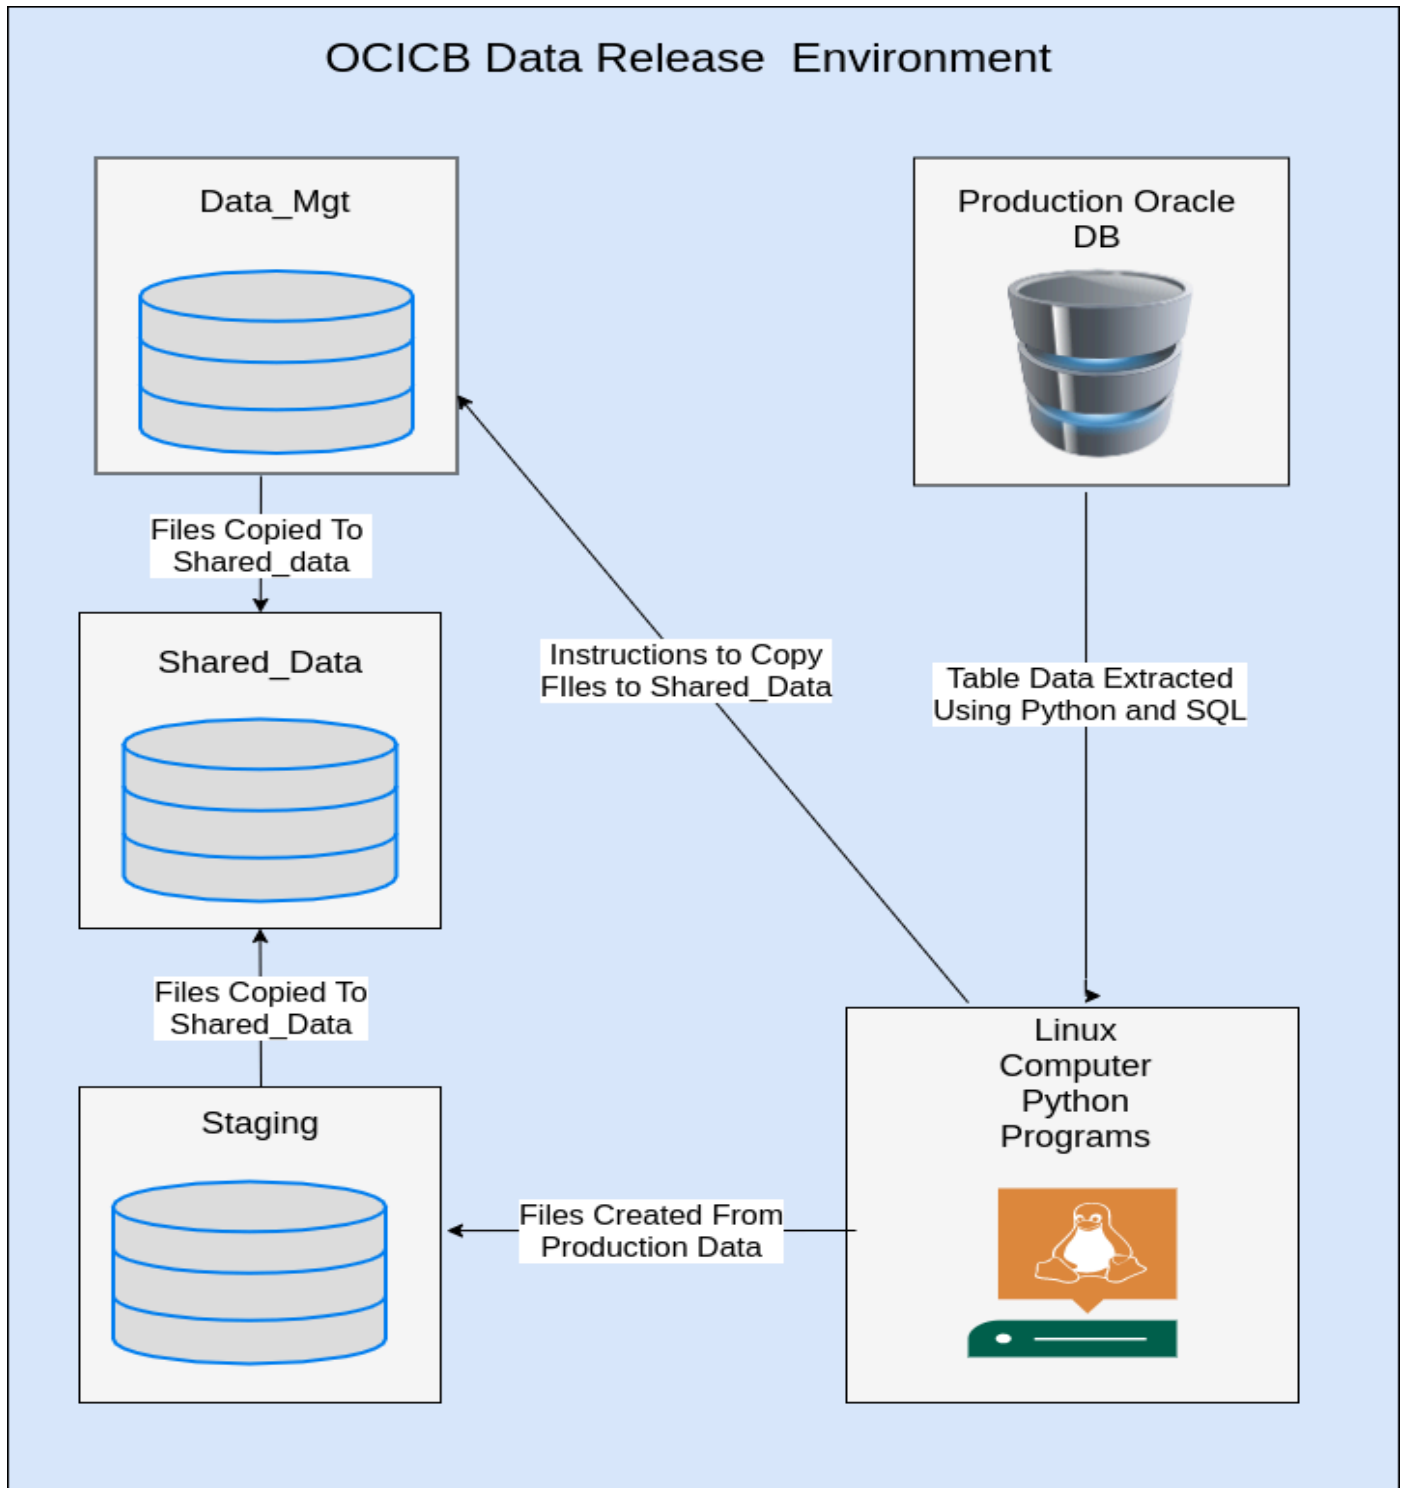 OCICB Data Release  Environment
Data_Mgt
Production Oracle
DB
Files Copied To
Shared_data
Shared_Data
Instructions to Copy
FIles to Shared_Data
Table Data Extracted
Using Python and SQL
Files Copied To
Shared_Data
Linux
Computer
Python
Programs
Staging
Files Created From
Production Data